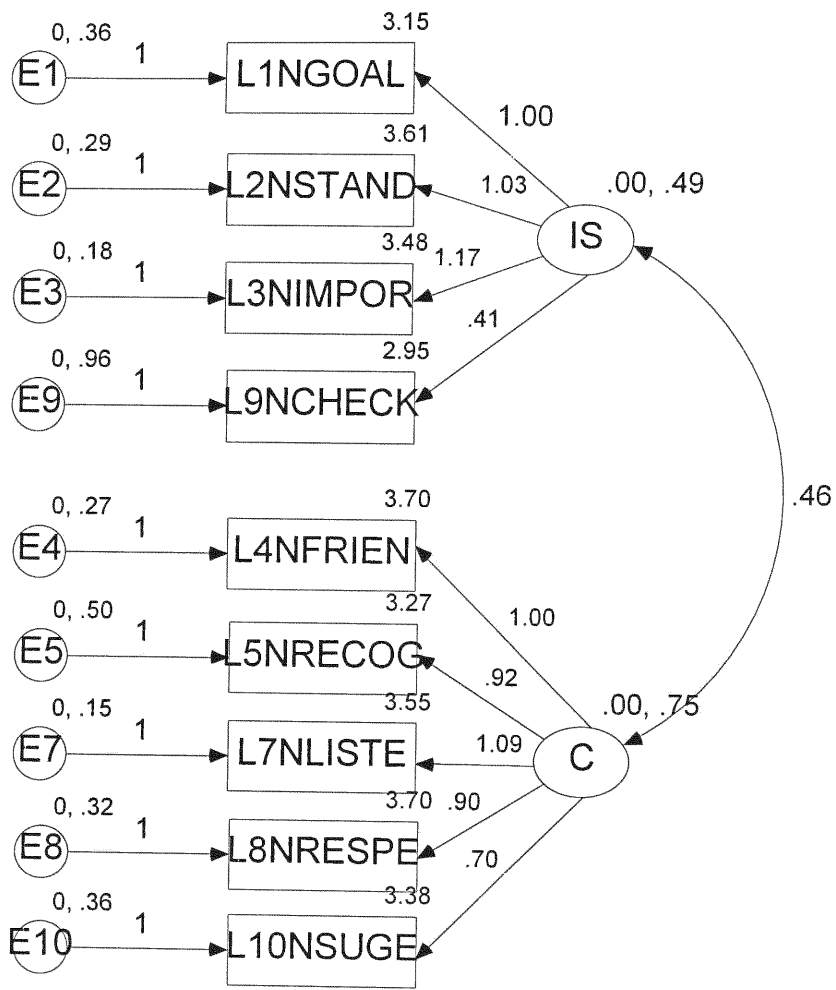 3.15
0, .36
E1
1
L1NGOAL
1.00
3.61
0, .29
E2
1
L2NSTAND
1.03
.00, .49
IS
3.48
0, .18
E3
1
L3NIMPOR
1.17
.41
2.95
0, .96
E9
1
L9NCHECK
.46
3.70
0, .27
E4
1
L4NFRIEN
1.00
3.27
0, .50
E5
1
L5NRECOG
.92
.00, .75
C
3.55
0, .15
E7
1
L7NLISTE
1.09
3.70
.90
0, .32
E8
1
L8NRESPE
.70
3.38
0, .36
E10
1
L10NSUGE